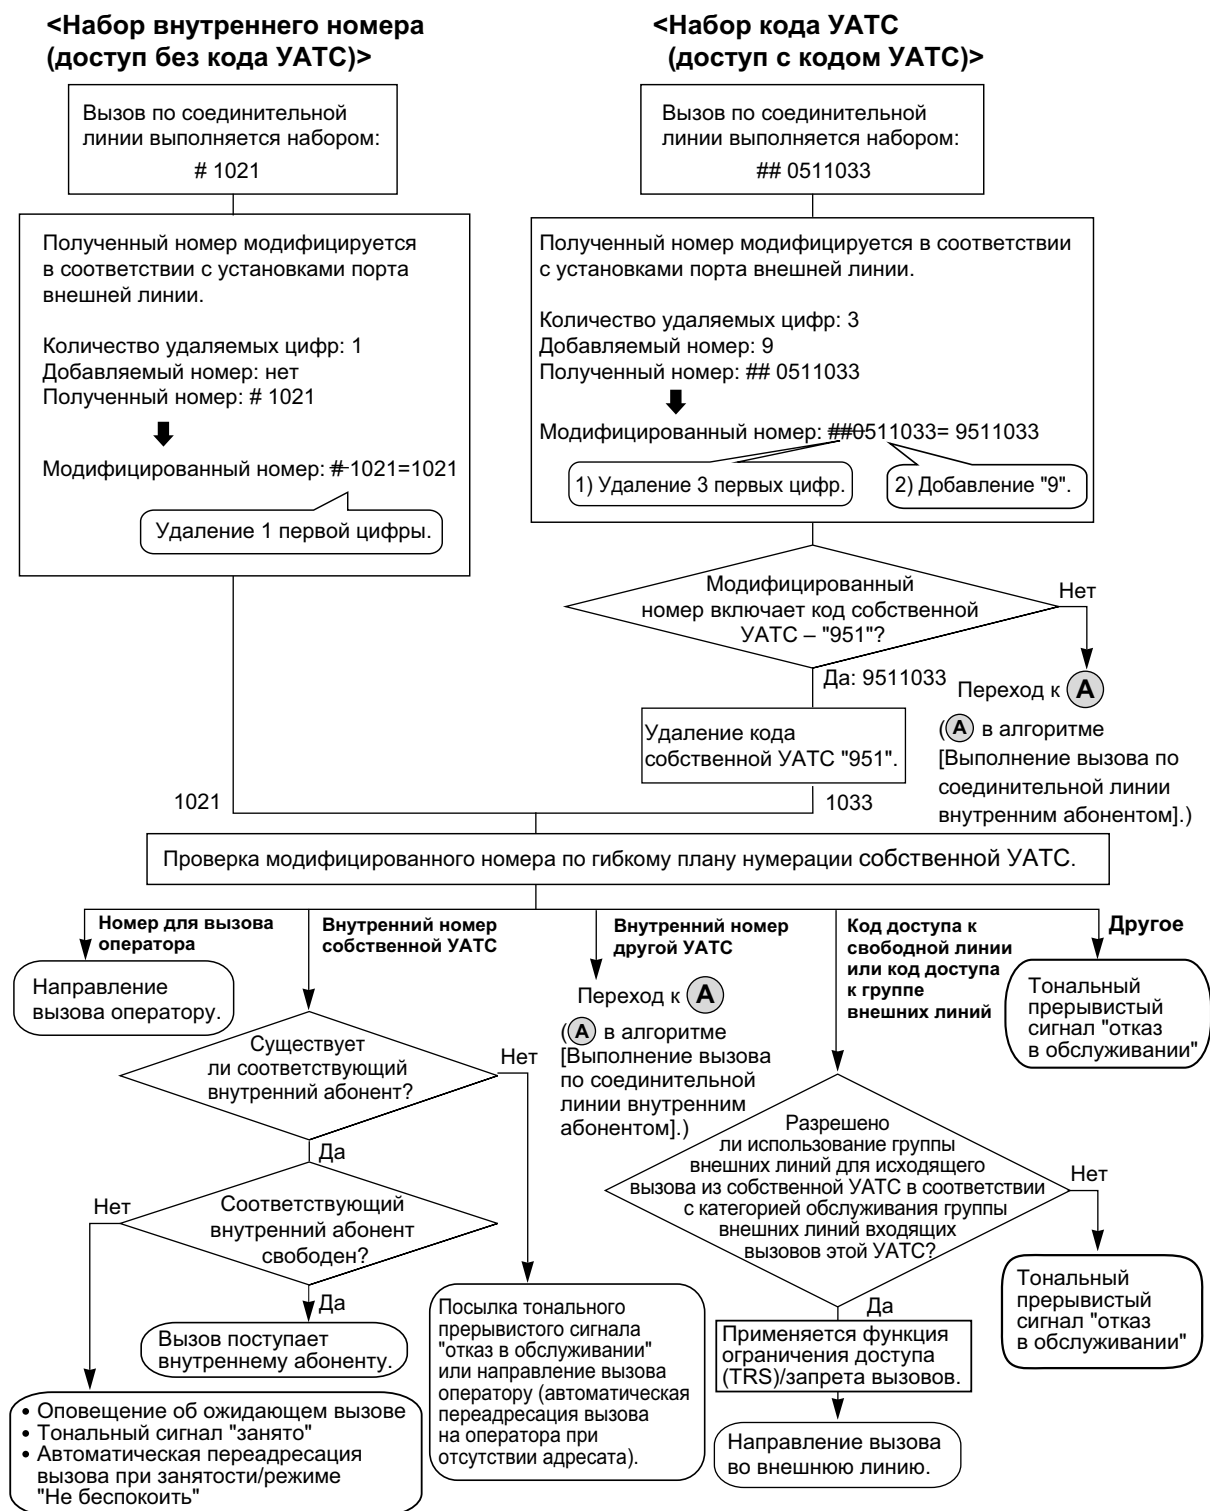 <Набор внутреннего номера
(доступ без кода УАТС)>
Вызов по соединительной
линии выполняется набором:
# 1021
Полученный номер модифицируется
в соответствии с установками порта
внешней линии.
Количество удаляемых цифр: 1
Добавляемый номер: нет
Полученный номер: # 1021
Модифицированный номер: # 1021=1021
Удаление 1 первой цифры.
<Набор кода УАТС
(доступ с кодом УАТС)>
Вызов по соединительной
линии выполняется набором:
## 0511033
Полученный номер модифицируется в соответствии
с установками порта внешней линии.
Количество удаляемых цифр: 3
Добавляемый номер: 9
Полученный номер: ## 0511033
Модифицированный номер: ##0511033= 9511033
1) Удаление 3 первых цифр.
2) Добавление "9".
Модифицированный
номер включает код собственной
УАТС – "951"?
Нет
Да: 9511033
Переход к A
(A в алгоритме
[Выполнение вызова по
соединительной линии
внутренним абонентом].)
Удаление кода
собственной УАТС "951".
1021
1033
Проверка модифицированного номера по гибкому плану нумерации собственной УАТС.
Номер для вызова
оператора
Направление
вызова оператору.
Внутренний номер
собственной УАТС
Существует
ли соответствующий
внутренний абонент?
Нет
Да
Соответствующий
внутренний абонент
свободен?
Нет
Да
Вызов поступает
внутреннему абоненту.
• Оповещение об ожидающем вызове
• Тональный сигнал "занято"
• Автоматическая переадресация
вызова при занятости/режиме
"Не беспокоить"
Посылка тонального
прерывистого сигнала
"отказ в обслуживании"
или направление вызова
оператору (автоматическая
переадресация вызова
на оператора при
отсутствии адресата).
Внутренний номер
другой УАТС
Переход к A
(A в алгоритме
[Выполнение вызова
по соединительной
линии внутренним
абонентом].)
Код доступа к
свободной линии
или код доступа
к группе
внешних линий
Разрешено
ли использование группы
внешних линий для исходящего
вызова из собственной УАТС в соответствии
с категорией обслуживания группы
внешних линий входящих
вызовов этой УАТС?
Нет
Да
Применяется функция
ограничения доступа
(TRS)/запрета вызовов.
Направление вызова
во внешнюю линию.
Тональный
прерывистый
сигнал "отказ
в обслуживании"
Другое
Тональный
прерывистый
сигнал "отказ
в обслуживании"